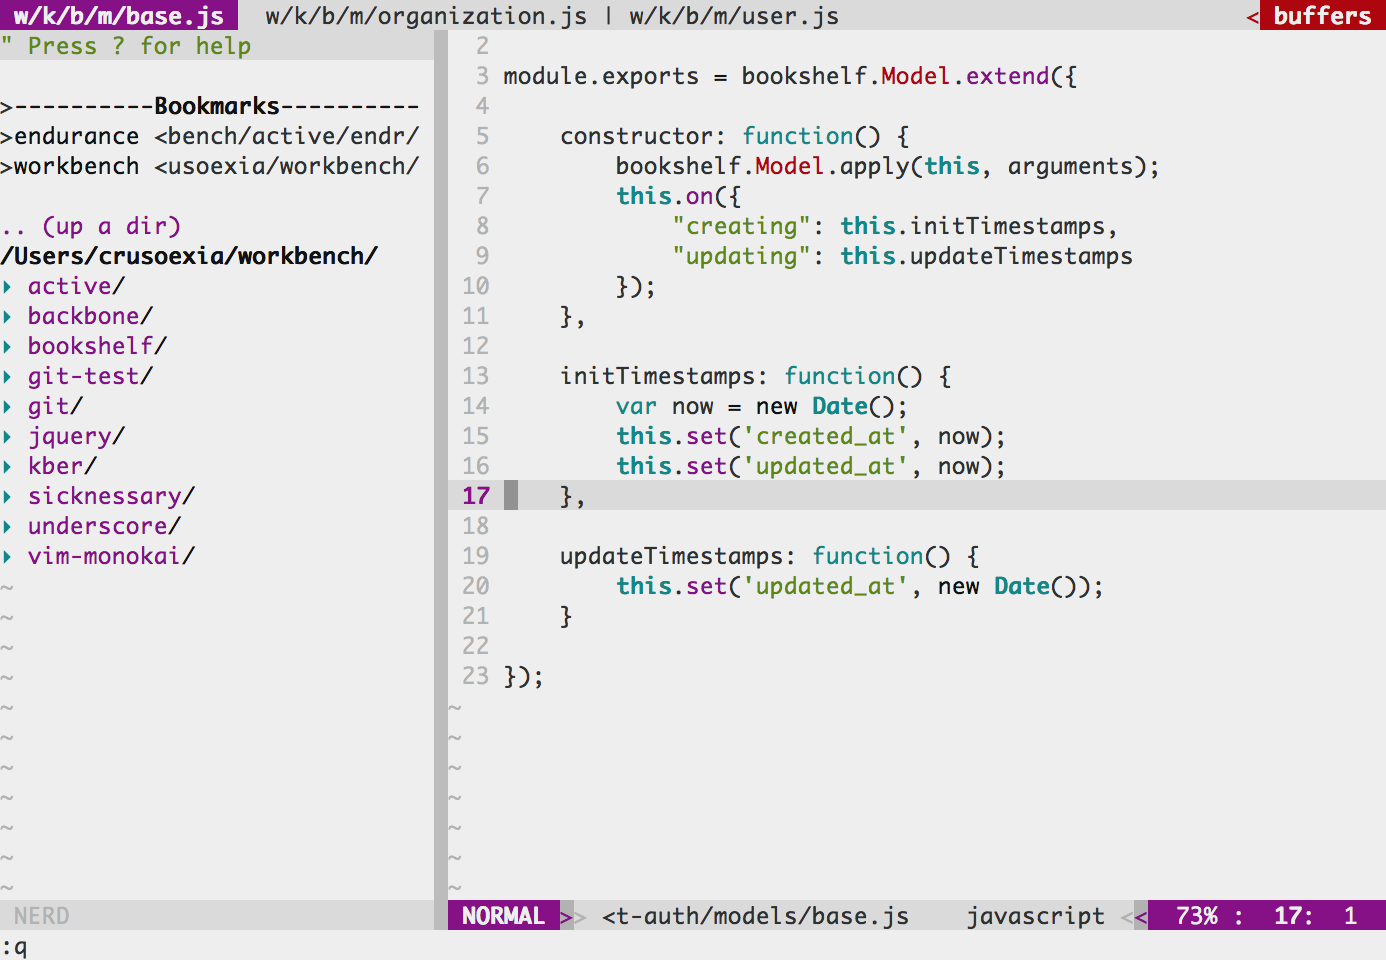 w/k/b/m/base.js  w/k/b/m/organization.js | w/k/b/m/user.js < buffers
" Press ? for help
>----------Bookmarks----------
>endurance <bench/active/endr/
>workbench <usoexia/workbench/
.. (up a dir)
/Users/crusoexia/workbench/
▸ active/
▸ backbone/
▸ bookshelf/
▸ git-test/
▸ git/
▸ jquery/
▸ kber/
▸ sicknessary/
▸ underscore/
▸ vim-monokai/
~
~
~
~
~
~
~
~
~
~
~
NERD
2
3 module.exports = bookshelf.Model.extend({
4
5     constructor: function() {
6         bookshelf.Model.apply(this, arguments);
7         this.on({
8             "creating": this.initTimestamps,
9             "updating": this.updateTimestamps
10         });
11     },
12
13     initTimestamps: function() {
14         var now = new Date();
15         this.set('created_at', now);
16         this.set('updated_at', now);
17     },
18
19     updateTimestamps: function() {
20         this.set('updated_at', new Date());
21     }
22
23 });
~
~
~
~
~
~
~
NORMAL >> <t-auth/models/base.js    javascript << 73% :  17:  1
:q